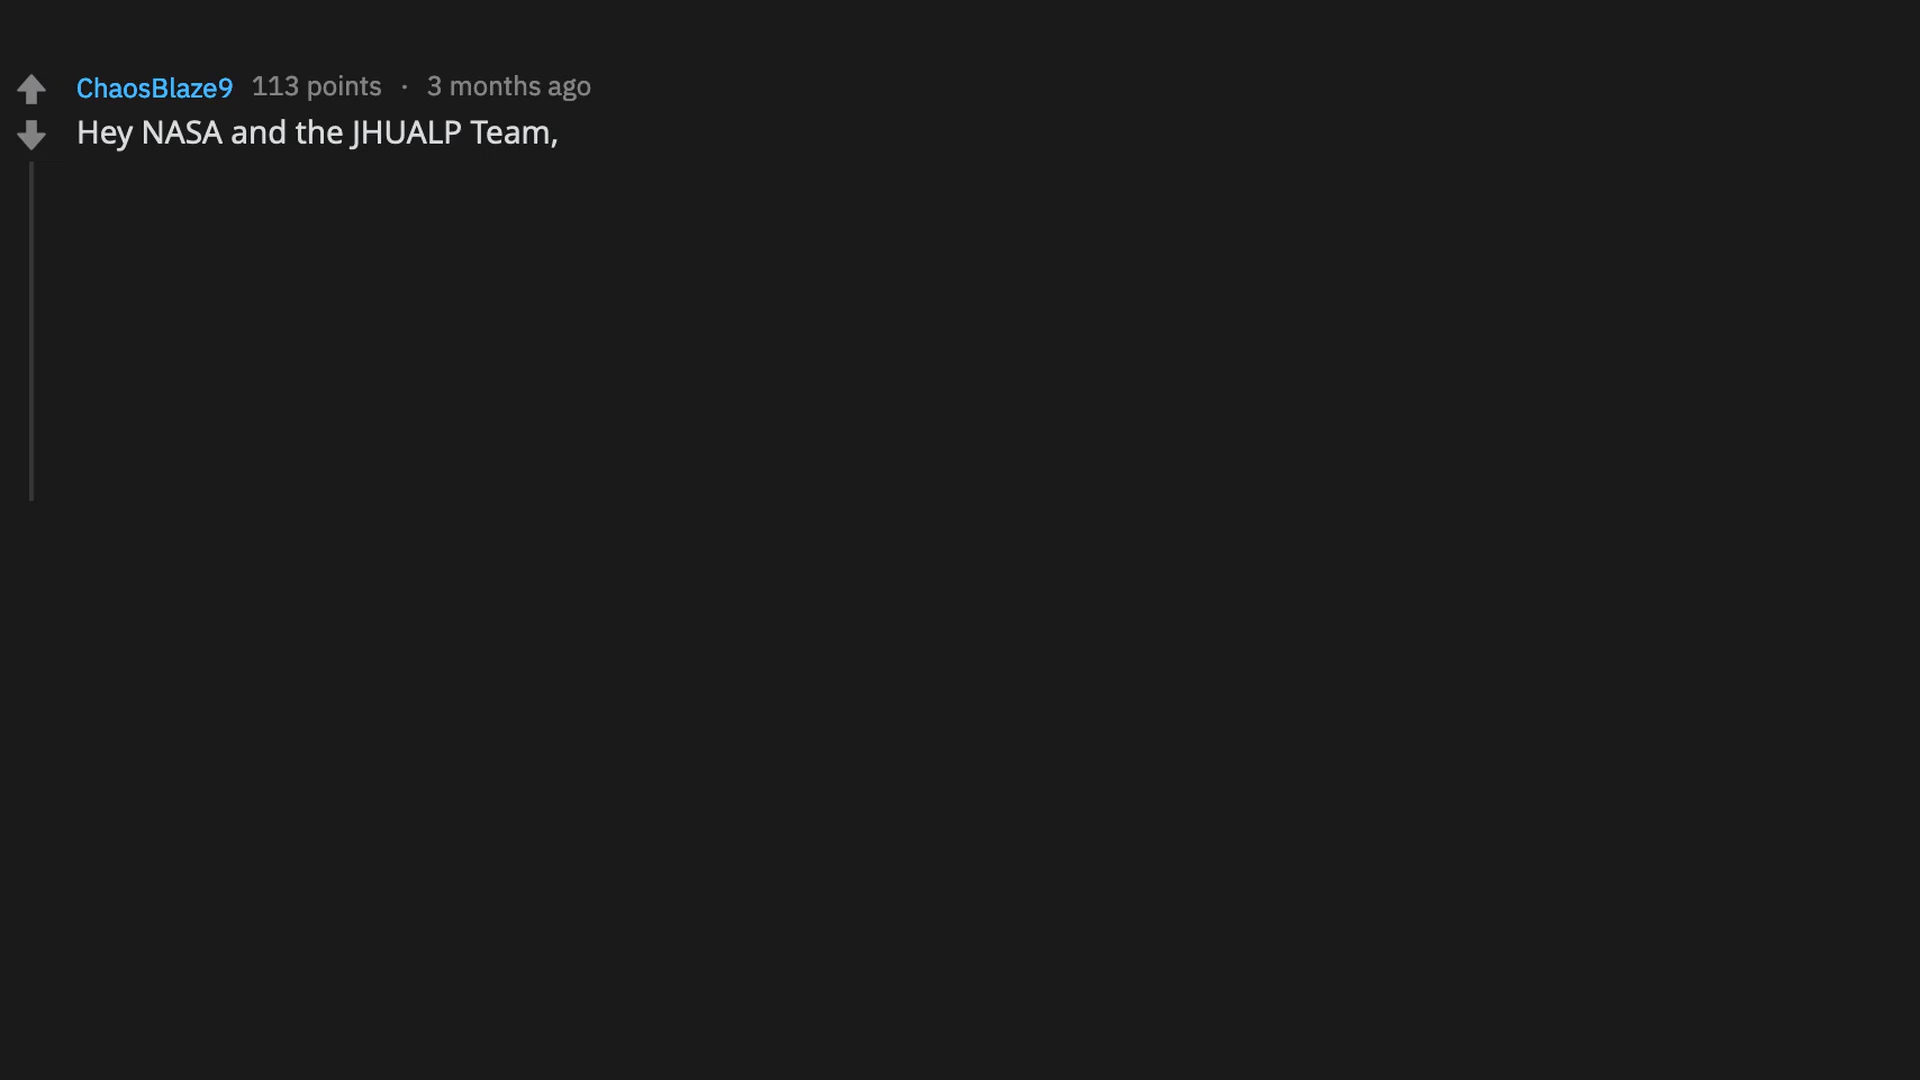 ChaosBlaze9 113 points · 3 months ago
Hey NASA and the JHUALP Team,